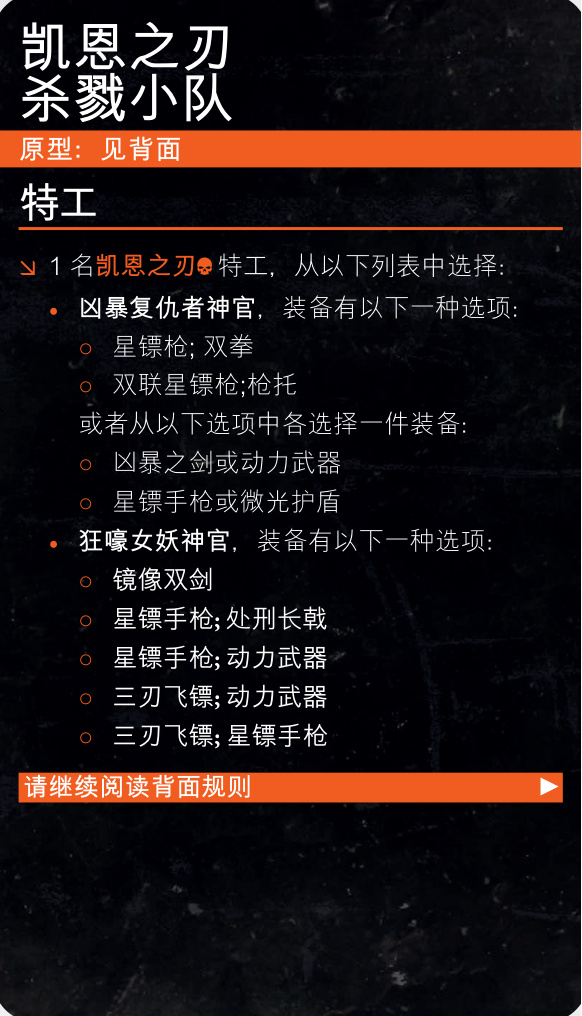 凯恩之刃
杀戮小队
原型：见背面
特工
1 名凯恩之刃特工，从以下列表中选择：
凶暴复仇者神官，装备有以下一种选项：
星镖枪; 双拳
双联星镖枪;枪托
或者从以下选项中各选择一件装备：
凶暴之剑或动力武器
星镖手枪或微光护盾
狂嚎女妖神官，装备有以下一种选项：
镜像双剑
星镖手枪; 处刑长戟
星镖手枪; 动力武器
三刃飞镖; 动力武器
三刃飞镖; 星镖手枪
请继续阅读背面规则